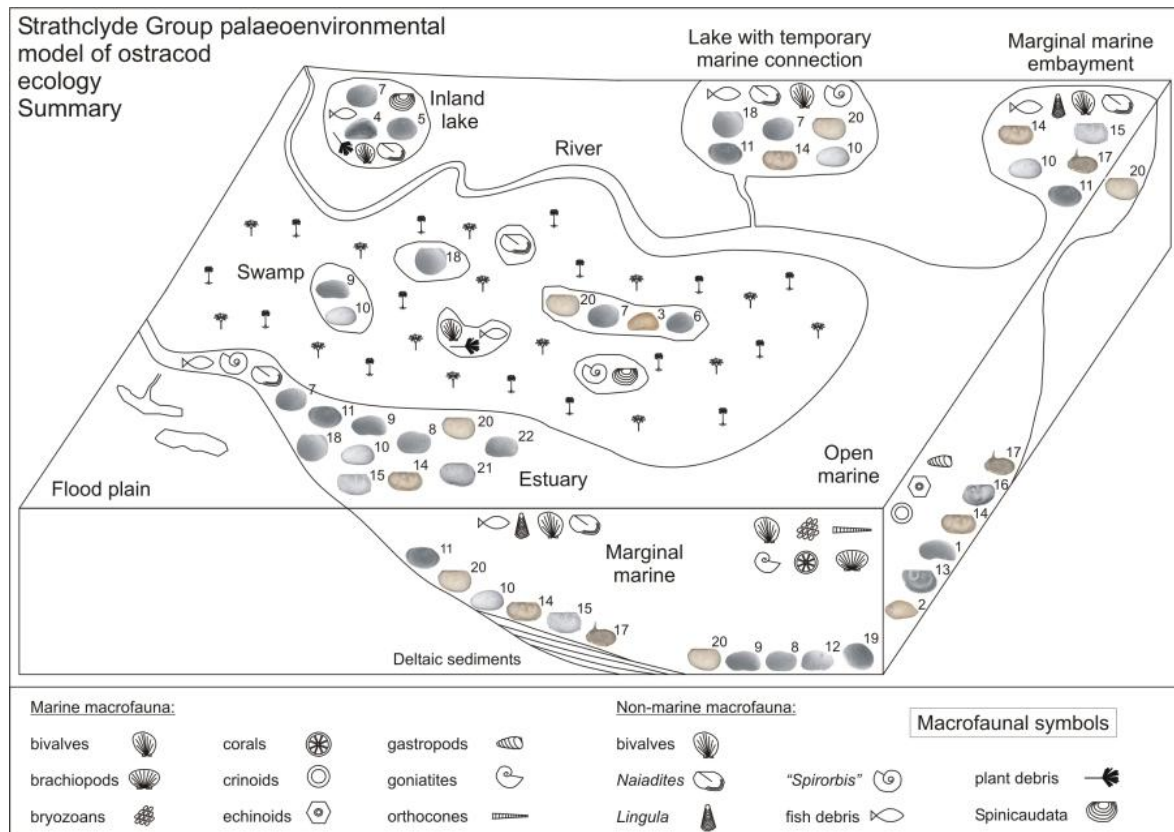 Strathclyde Group palaeoenvironmental
model of ostracod
ecology
Summary
Lake with temporary
marine connection
Marginal marine
embayment
7
4
5
Inland
lake
18
7
20
11
14
10
14
15
10
17
11
20
River
Swamp
18
9
10
20
7
3
6
7
11
9
8
20
22
18
10
21
15
14
Estuary
Flood plain
Open
marine
17
16
14
1
13
2
Marginal
marine
11
20
10
14
15
17
Deltaic sediments
20
9
8
12
19
Marine macrofauna:
bivalves
corals
gastropods
brachiopods
crinoids
goniatites
bryozoans
echinoids
orthocones
Non-marine macrofauna:
Macrofaunal symbols
bivalves
Naiadites
"Spirorbis"
plant debris
Lingula
fish debris
Spinicaudata